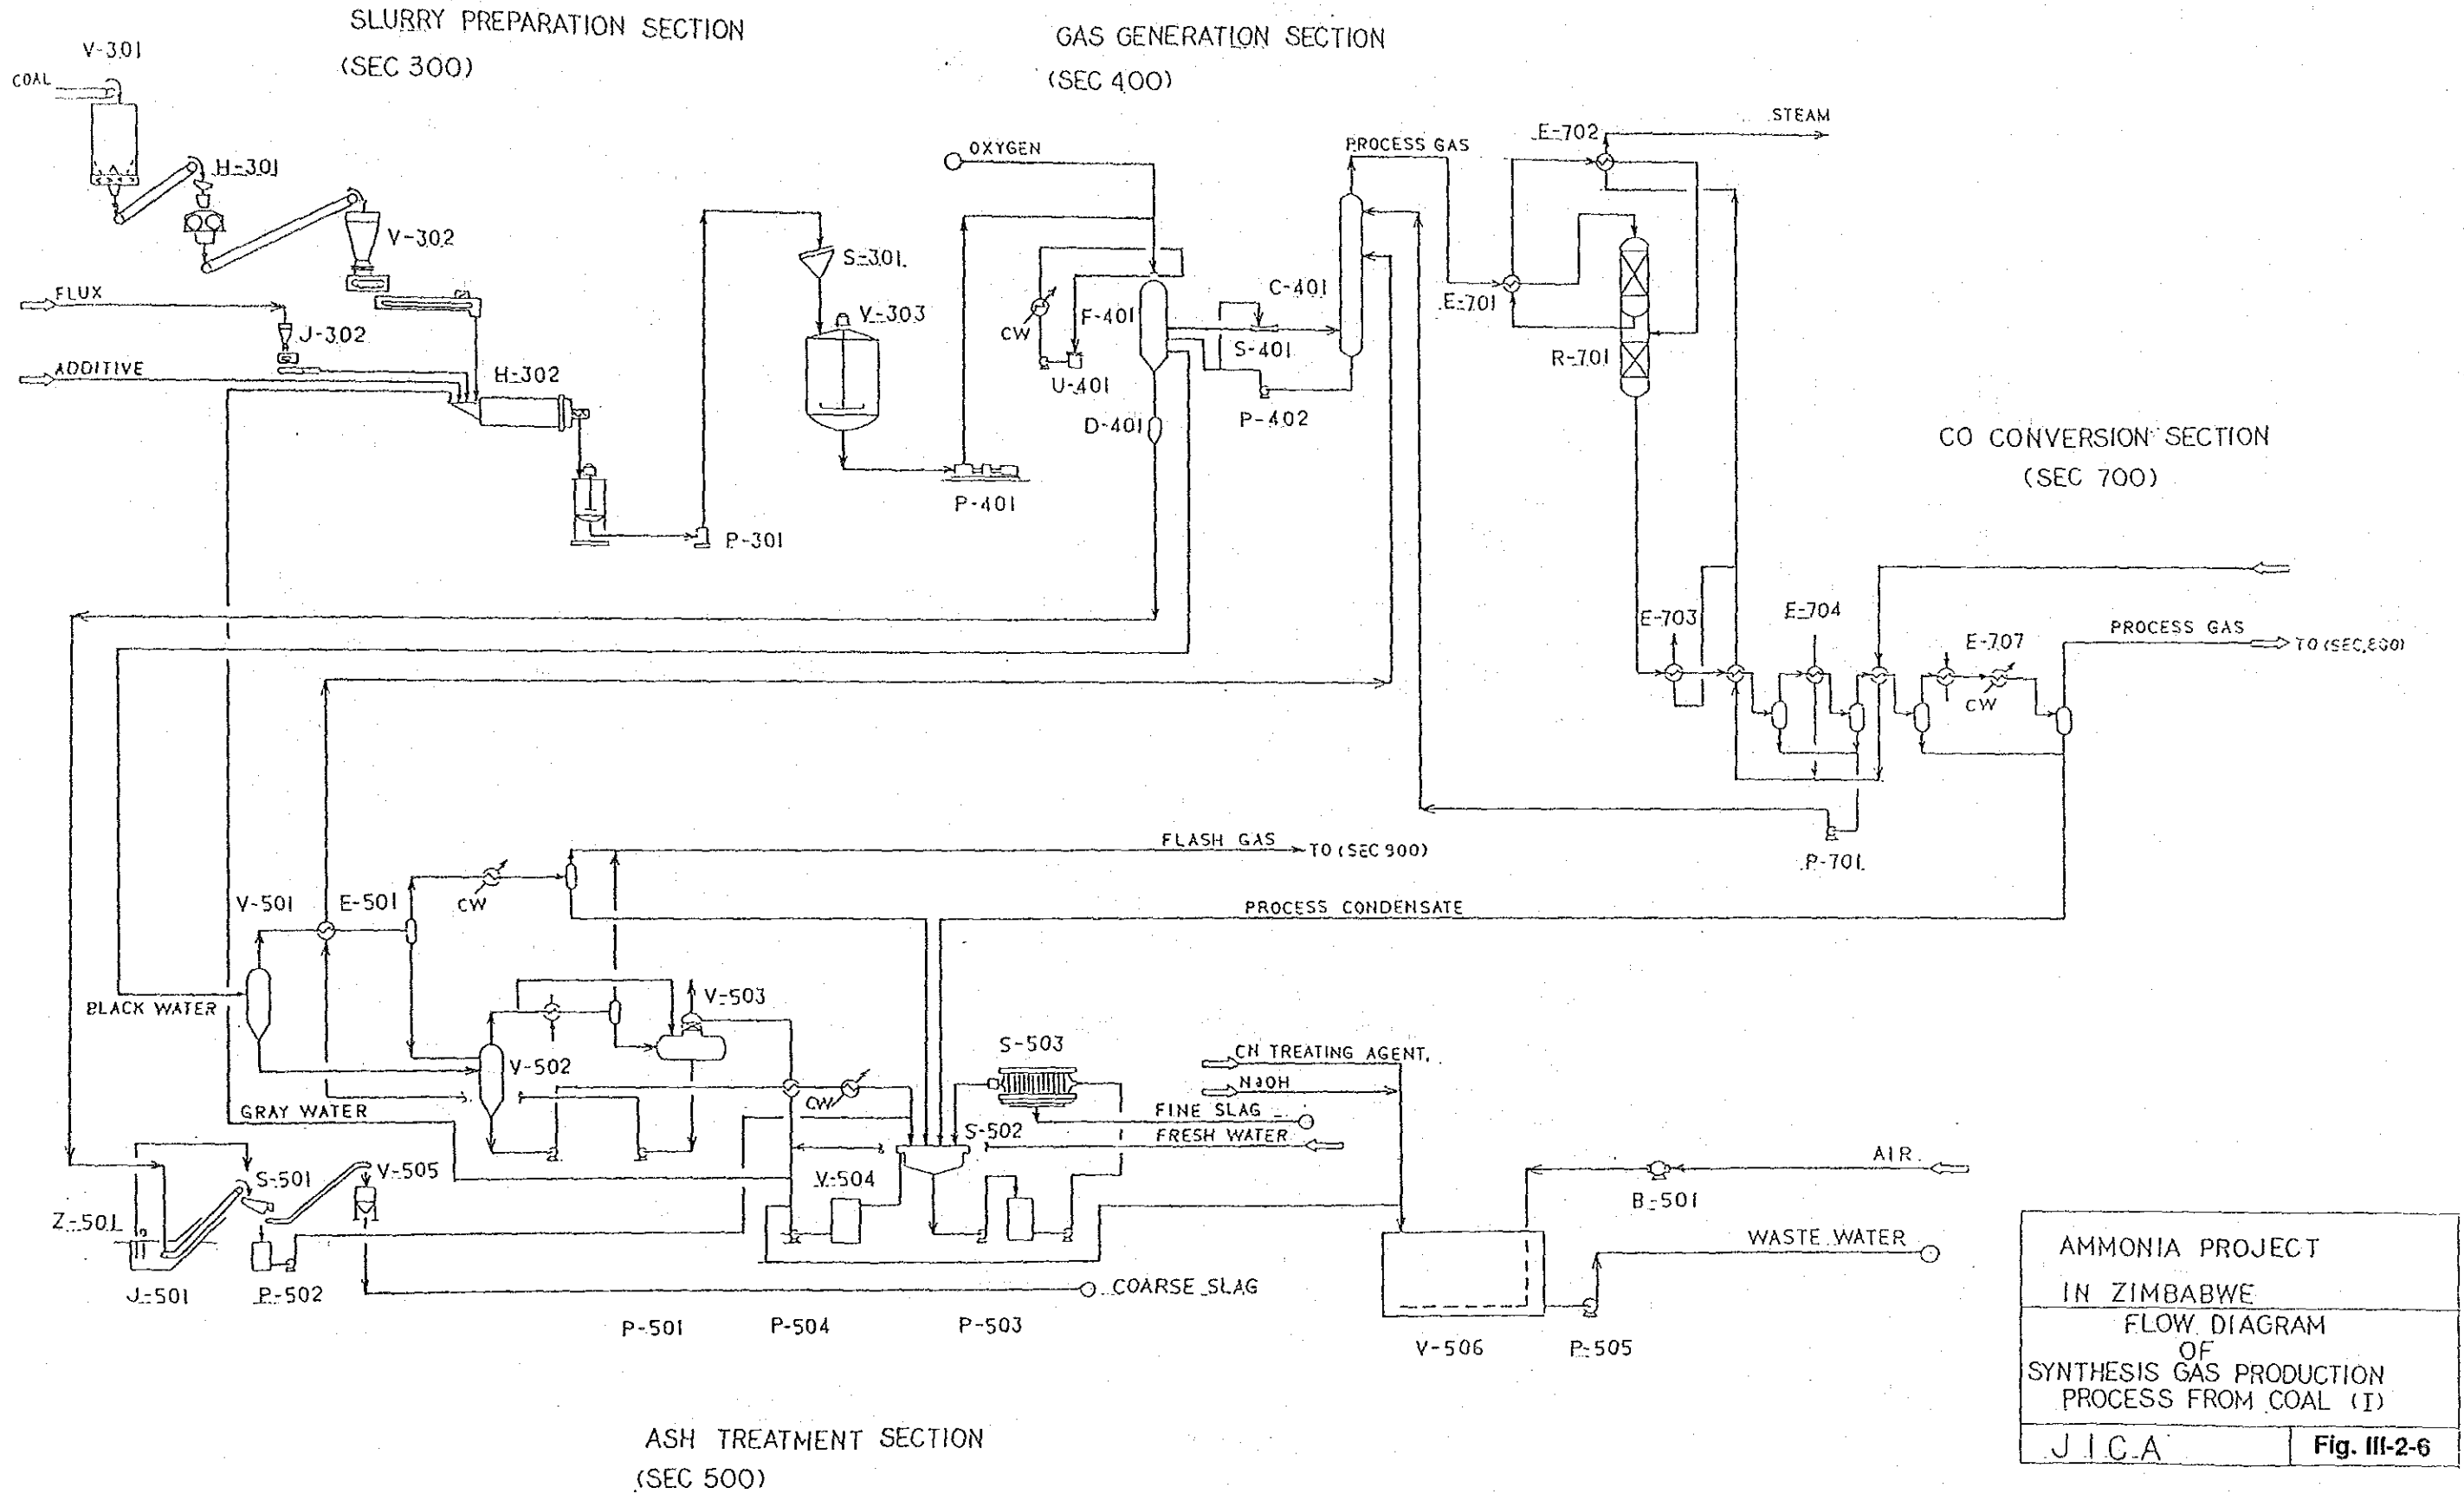 SLURRY PREPARATION SECTION
(SEC 300)
GAS GENERATION SECTION
(SEC 400)
V-301
COAL
H-301
V-302
FLUX
J-302
ADDITIVE
H-302
P-301
S-301
V-303
P-401
OXYGEN
CW
U-401
F-401
D-401
S-401
C-401
P-402
PROCESS GAS
E-701
E-702
STEAM
R-701
CO CONVERSION SECTION
(SEC 700)
E-703
E-704
E-707
CW
PROCESS GAS
TO (SEC.800)
P-701
FLASH GAS
TO (SEC 900)
PROCESS CONDENSATE
V-501
E-501
CW
BLACK WATER
V-502
V-503
GRAY WATER
CW
S-503
S-502
CN TREATING AGENT
NaOH
FINE SLAG
FRESH WATER
S-501
V-505
Z-501
J-501
P-502
V-504
COARSE SLAG
P-501
P-504
P-503
AIR
B-501
WASTE WATER
V-506
P-505
ASH TREATMENT SECTION
(SEC 500)
AMMONIA PROJECT
IN ZIMBABWE
FLOW DIAGRAM
OF
SYNTHESIS GAS PRODUCTION
PROCESS FROM COAL (I)
J I C A
Fig. III-2-6